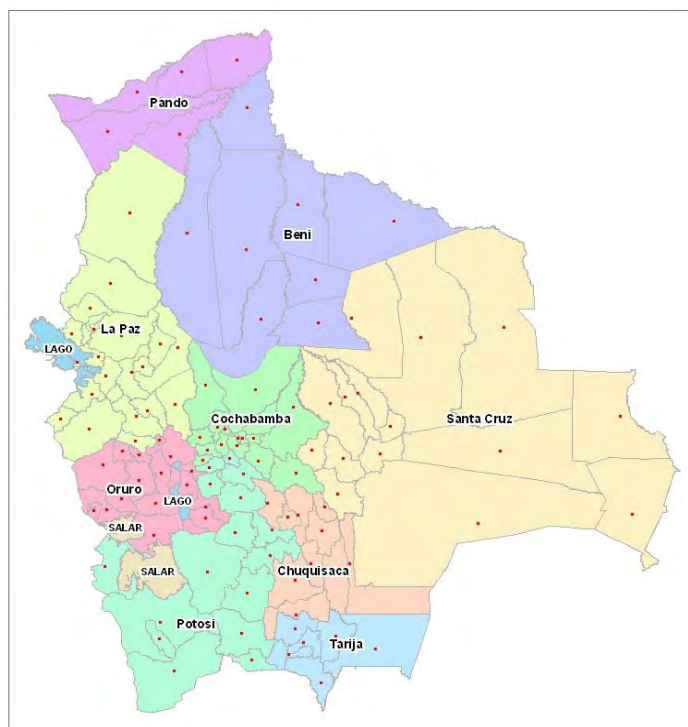 Pando
Beni
La Paz
LAGO
Cochabamba
Santa Cruz
Oruro
LAGO
SALAR
SALAR
Chuquisaca
Potosi
Tarija